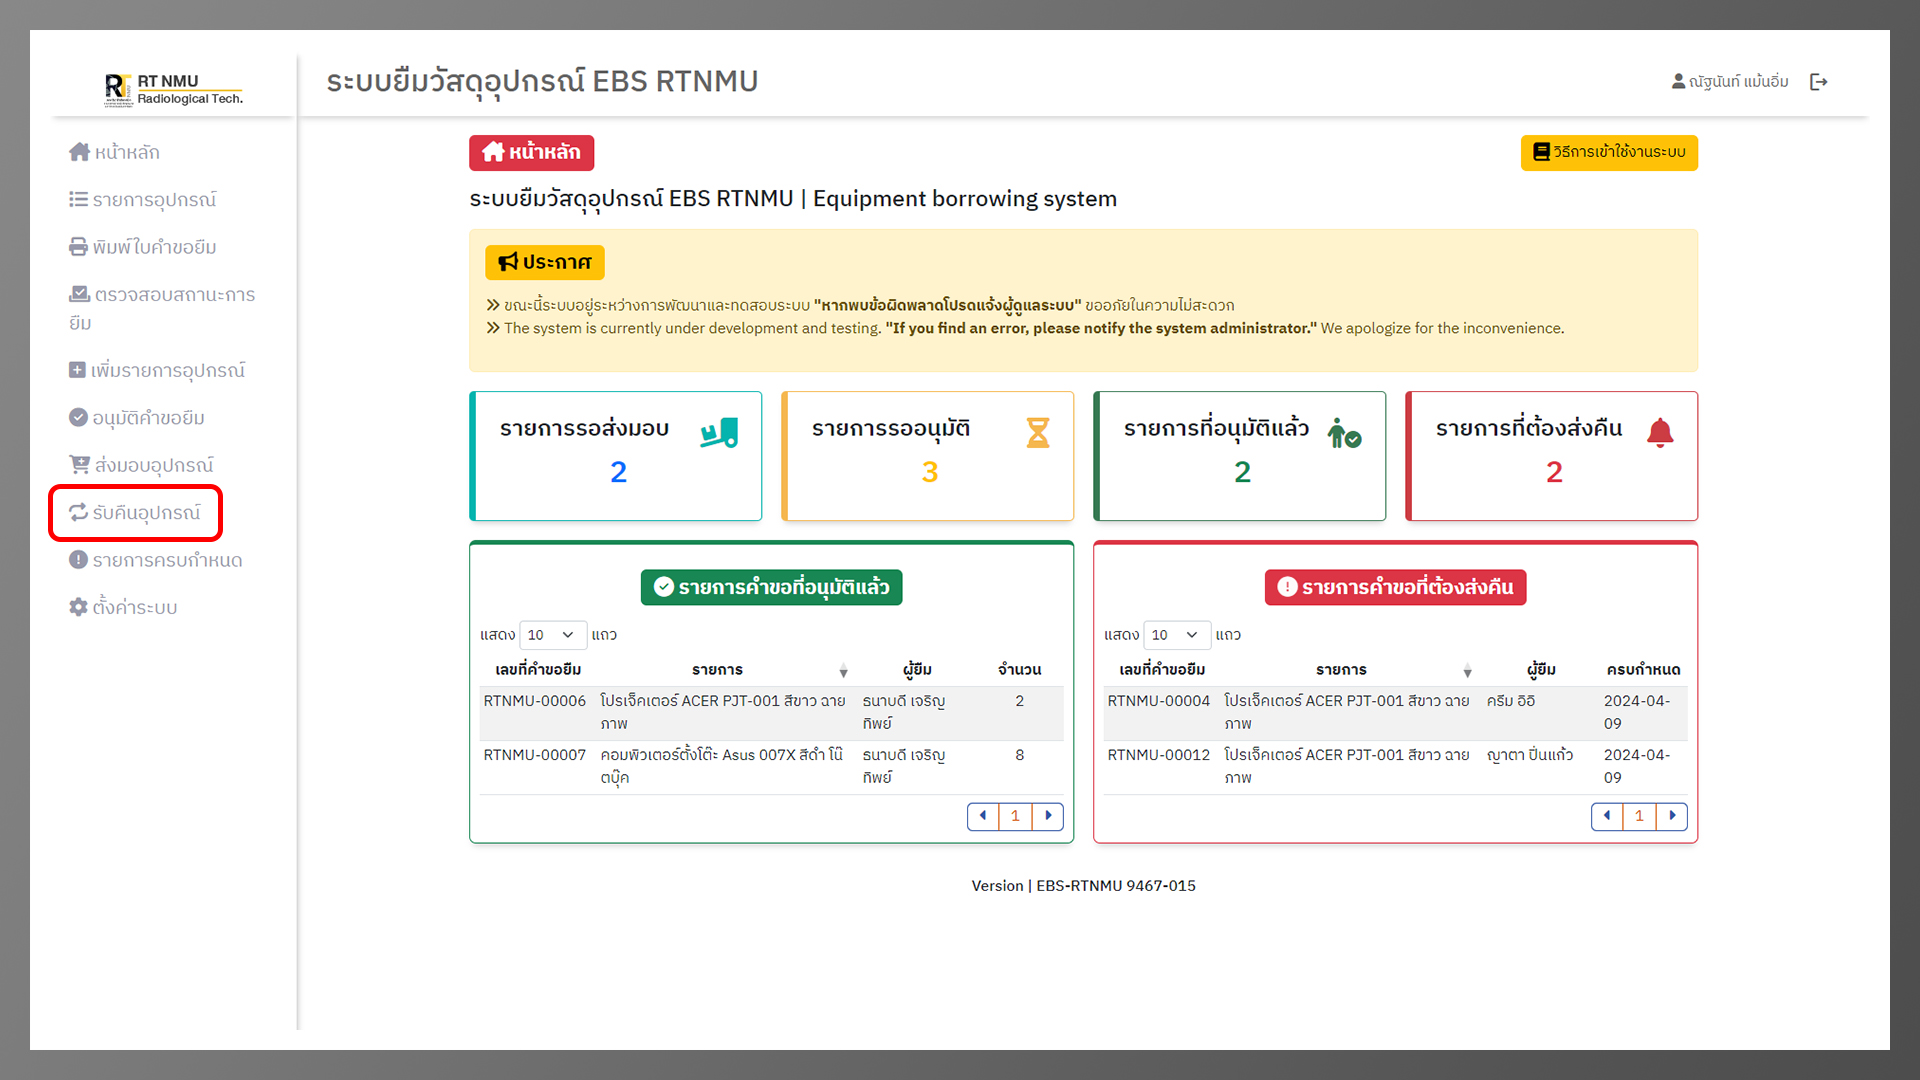 RT NMU
Radiological Tech.
ระบบยืมวัสดุอุปกรณ์ EBS RTNMU
ณัฐนันท์ แม้นอิ่ม
หน้าหลัก
รายการอุปกรณ์
พิมพ์ใบคำขอยืม
ตรวจสอบสถานะการ
ยืม
เพิ่มรายการอุปกรณ์
อนุมัติคำขอยืม
ส่งมอบอุปกรณ์
รับคืนอุปกรณ์
รายการครบกำหนด
ตั้งค่าระบบ
หน้าหลัก
วิธีการเข้าใช้งานระบบ
ระบบยืมวัสดุอุปกรณ์ EBS RTNMU | Equipment borrowing system
ประกาศ
ขณะนี้ระบบอยู่ระหว่างการพัฒนาและทดสอบระบบ "หากพบข้อผิดพลาดโปรดแจ้งผู้ดูแลระบบ" ขออภัยในความไม่สะดวก
The system is currently under development and testing. "If you find an error, please notify the system administrator." We apologize for the inconvenience.
รายการรอส่งมอบ
2
รายการรออนุมัติ
3
รายการที่อนุมัติแล้ว
2
รายการที่ต้องส่งคืน
2
รายการคำขอที่อนุมัติแล้ว
แสดง 10 แถว
เลขที่คำขอยืม รายการ ผู้ยืม จำนวน
RTNMU-00006 โปรเจ็คเตอร์ ACER PJT-001 สีขาว ฉาย ธนาบดี เจริญ 2
ภาพ ทิพย์
RTNMU-00007 คอมพิวเตอร์ตั้งโต๊ะ Asus 007X สีดำ โน๊ ธนาบดี เจริญ 8
ตบุ๊ค ทิพย์
1
รายการคำขอที่ต้องส่งคืน
แสดง 10 แถว
เลขที่คำขอยืม รายการ ผู้ยืม ครบกำหนด
RTNMU-00004 โปรเจ็คเตอร์ ACER PJT-001 สีขาว ฉาย ครีม อิอิ 2024-04-
ภาพ 09
RTNMU-00012 โปรเจ็คเตอร์ ACER PJT-001 สีขาว ฉาย ญาตา ปิ่นแก้ว 2024-04-
ภาพ 09
1
Version | EBS-RTNMU 9467-015